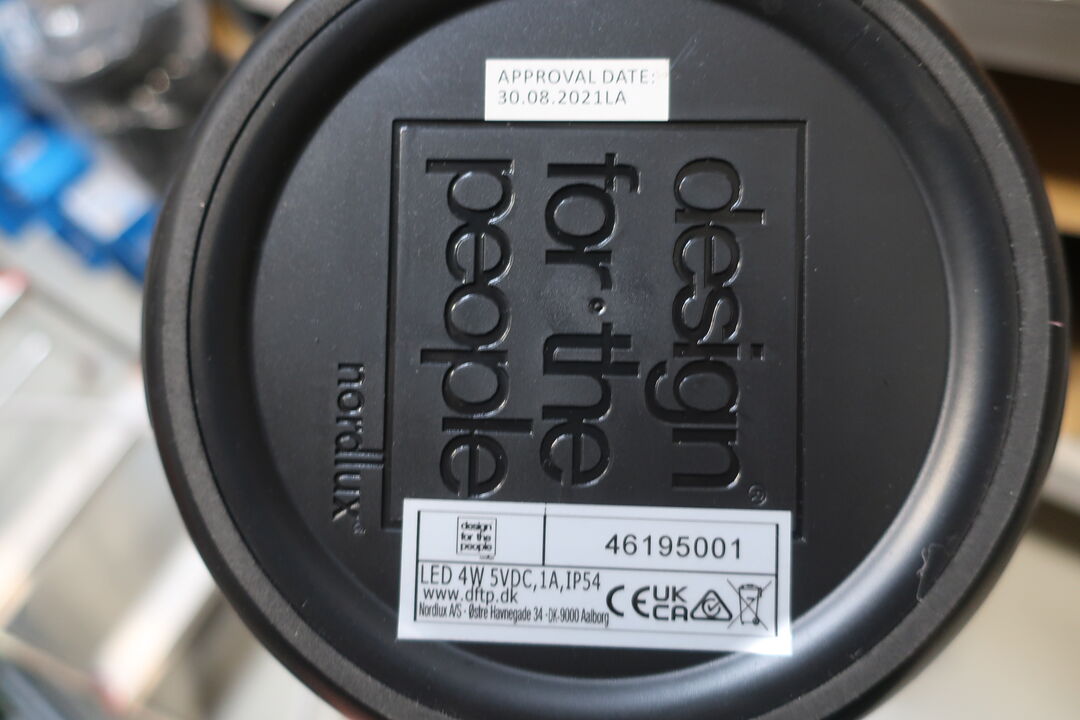 APPROVAL DATE:
30.08.2021LA
design®
for·the
people
nordlux
design
for the
people
46195001
LED 4W 5VDC,1A,IP54
www.dftp.dk
Nordlux A/S - Østre Havnegade 34 - DK-9000 Aalborg
CE UK
CA